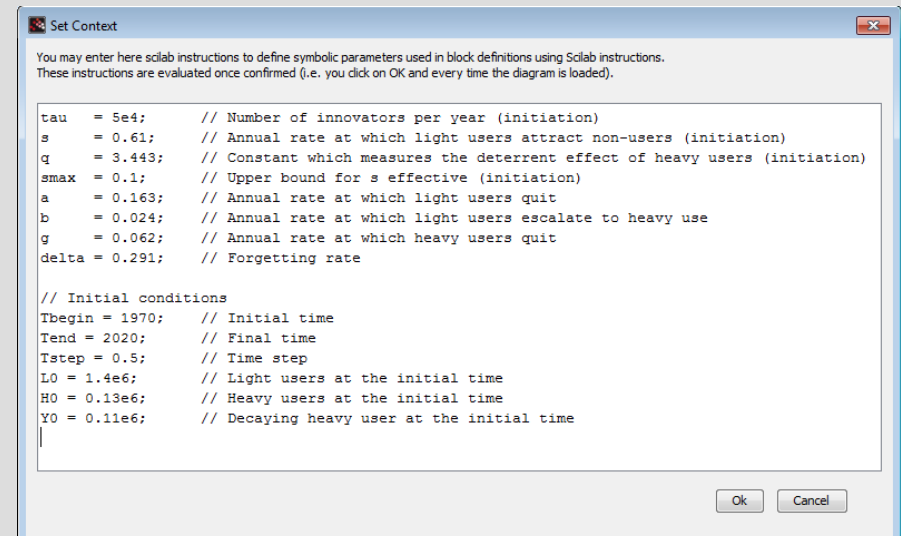 Set Context
You may enter here scilab instructions to define symbolic parameters used in block definitions using Scilab instructions.
These instructions are evaluated once confirmed (i.e. you click on OK and every time the diagram is loaded).
tau = 5e4; // Number of innovators per year (initiation)
s = 0.61; // Annual rate at which light users attract non-users (initiation)
q = 3.443; // Constant which measures the deterrent effect of heavy users (initiation)
smax = 0.1; // Upper bound for s effective (initiation)
a = 0.163; // Annual rate at which light users quit
b = 0.024; // Annual rate at which light users escalate to heavy use
g = 0.062; // Annual rate at which heavy users quit
delta = 0.291; // Forgetting rate
// Initial conditions
Tbegin = 1970; // Initial time
Tend = 2020; // Final time
Tstep = 0.5; // Time step
L0 = 1.4e6; // Light users at the initial time
H0 = 0.13e6; // Heavy users at the initial time
Y0 = 0.11e6; // Decaying heavy user at the initial time
Ok Cancel